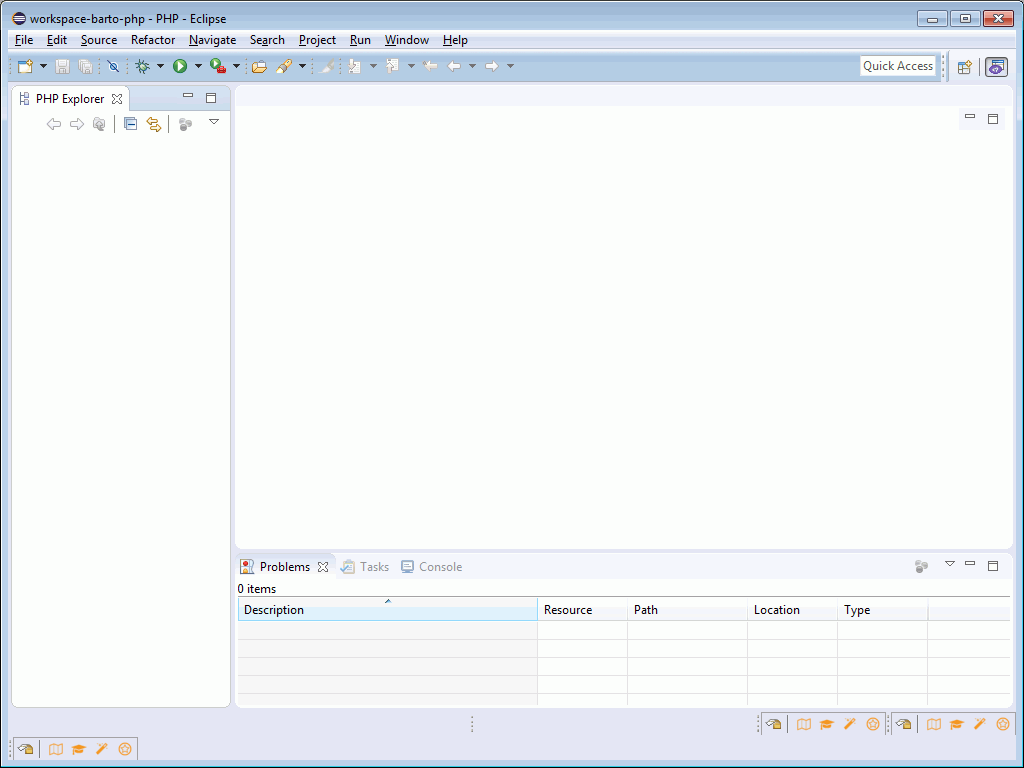 workspace-barto-php - PHP - Eclipse
File Edit Source Refactor Navigate Search Project Run Window Help
Quick Access
PHP Explorer
Problems Tasks Console
0 items
Description Resource Path Location Type